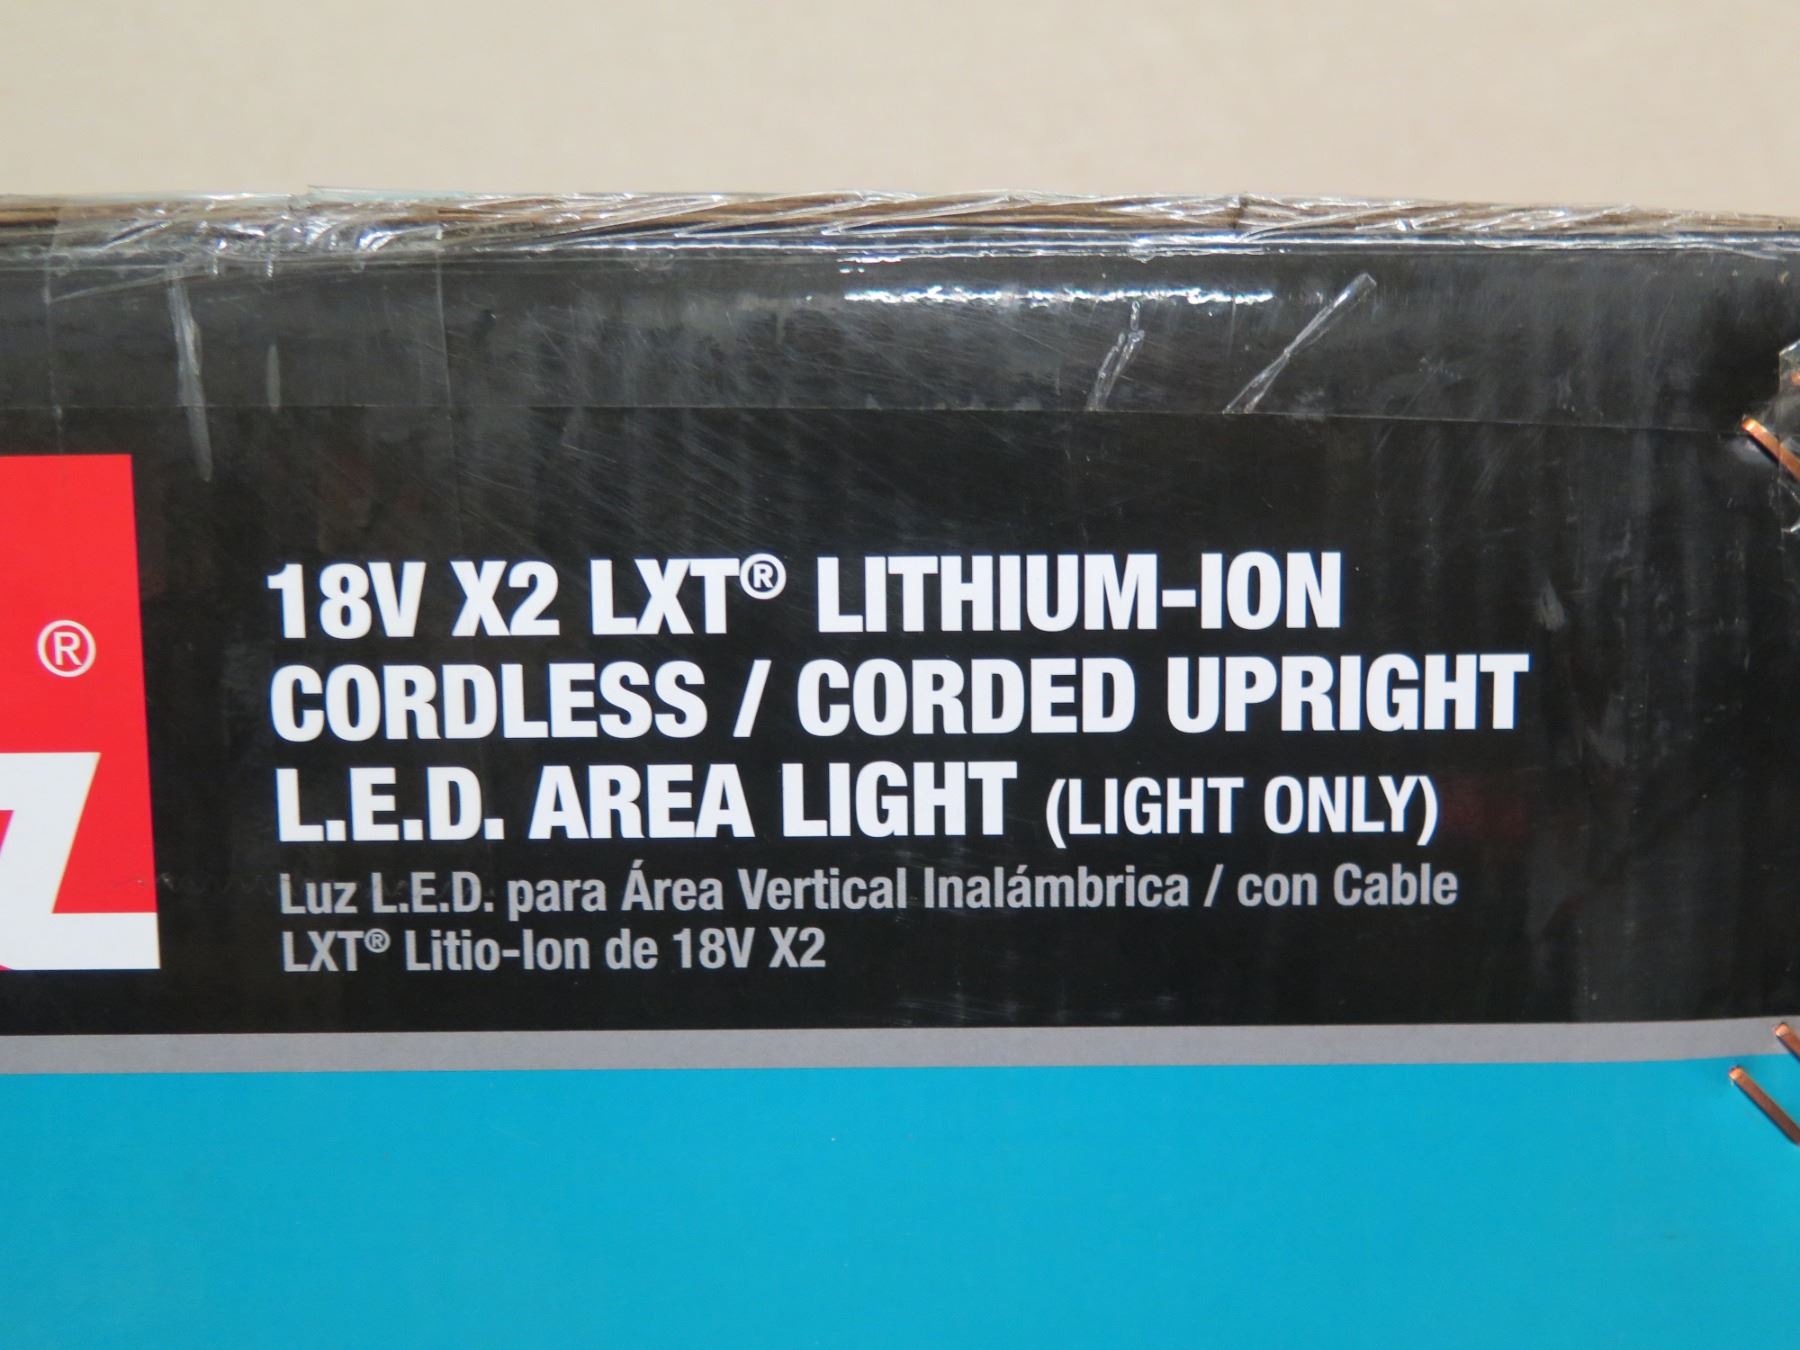 ®
18V X2 LXT® LITHIUM-ION
CORDLESS / CORDED UPRIGHT
L.E.D. AREA LIGHT (LIGHT ONLY)
Luz L.E.D. para Área Vertical Inalámbrica / con Cable
LXT® Litio-Ion de 18V X2